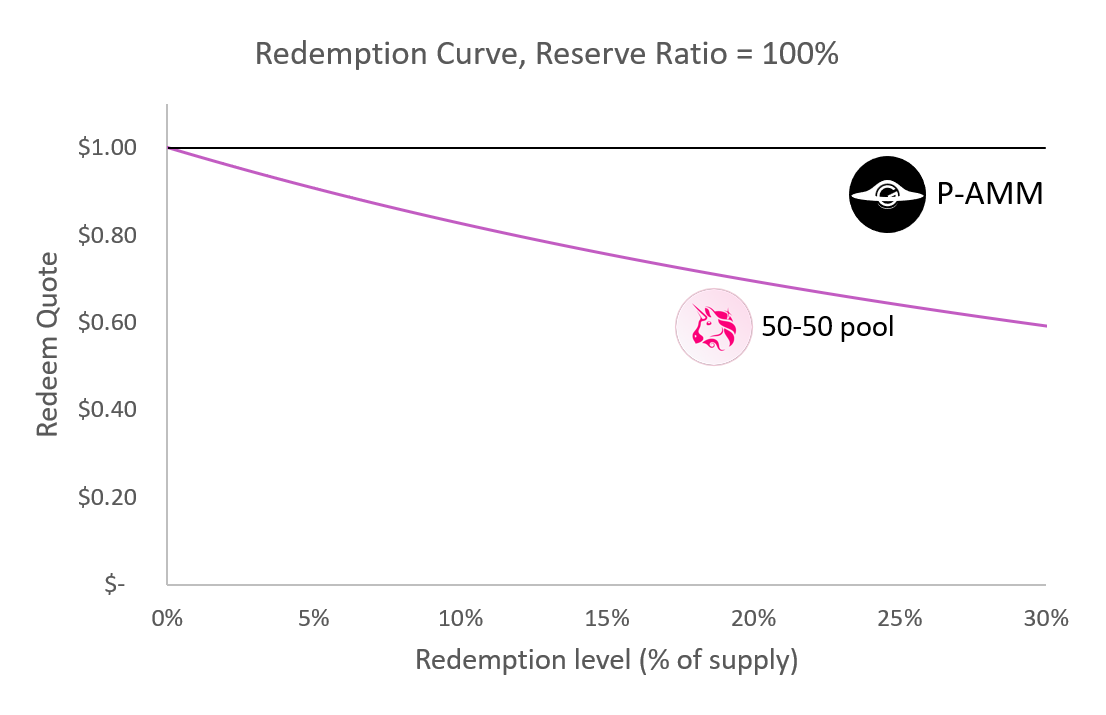 Redemption Curve, Reserve Ratio = 100%
$1.00
$0.80
$0.60
$0.40
$0.20
$-
Redeem Quote
P-AMM
50-50 pool
0% 5% 10% 15% 20% 25% 30%
Redemption level (% of supply)